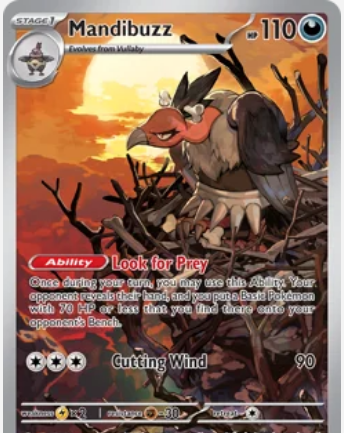 STAGE 1
Mandibuzz
HP 110
Evolves from Vullaby
Ability Look for Prey
Once during your turn, you may use this Ability. Your
opponent reveals their hand, and you put a Basic Pokémon
with 70 HP or less that you find there onto your
opponent's Bench.
Cutting Wind 90
weakness ×2 resistance -30 retreat